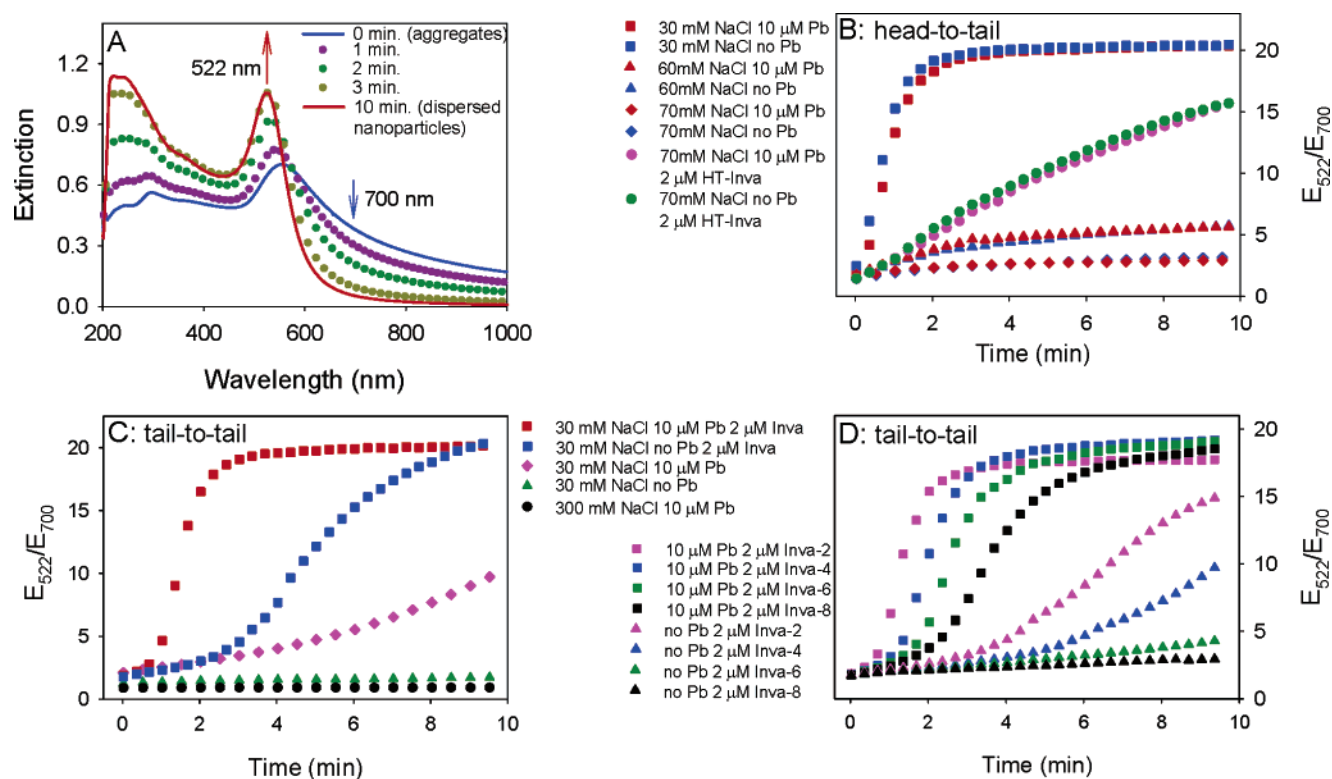 A
0 min. (aggregates)
1 min.
2 min.
3 min.
10 min. (dispersed
nanoparticles)
522 nm
700 nm
1.2
0.9
0.6
0.3
0.0
Extinction
200 400 600 800 1000
Wavelength (nm)
30 mM NaCl 10 μM Pb
30 mM NaCl no Pb
60mM NaCl 10 μM Pb
60mM NaCl no Pb
70mM NaCl 10 μM Pb
70mM NaCl no Pb
70mM NaCl 10 μM Pb
2 μM HT-Inva
70mM NaCl no Pb
2 μM HT-Inva
B: head-to-tail
20
15
10
5
0
E522/E700
0 2 4 6 8 10
Time (min)
C: tail-to-tail
20
15
10
5
0
E522/E700
0 2 4 6 8 10
Time (min)
30 mM NaCl 10 μM Pb 2 μM Inva
30 mM NaCl no Pb 2 μM Inva
30 mM NaCl 10 μM Pb
30 mM NaCl no Pb
300 mM NaCl 10 μM Pb
10 μM Pb 2 μM Inva-2
10 μM Pb 2 μM Inva-4
10 μM Pb 2 μM Inva-6
10 μM Pb 2 μM Inva-8
no Pb 2 μM Inva-2
no Pb 2 μM Inva-4
no Pb 2 μM Inva-6
no Pb 2 μM Inva-8
D: tail-to-tail
20
15
10
5
0
E522/E700
0 2 4 6 8 10
Time (min)